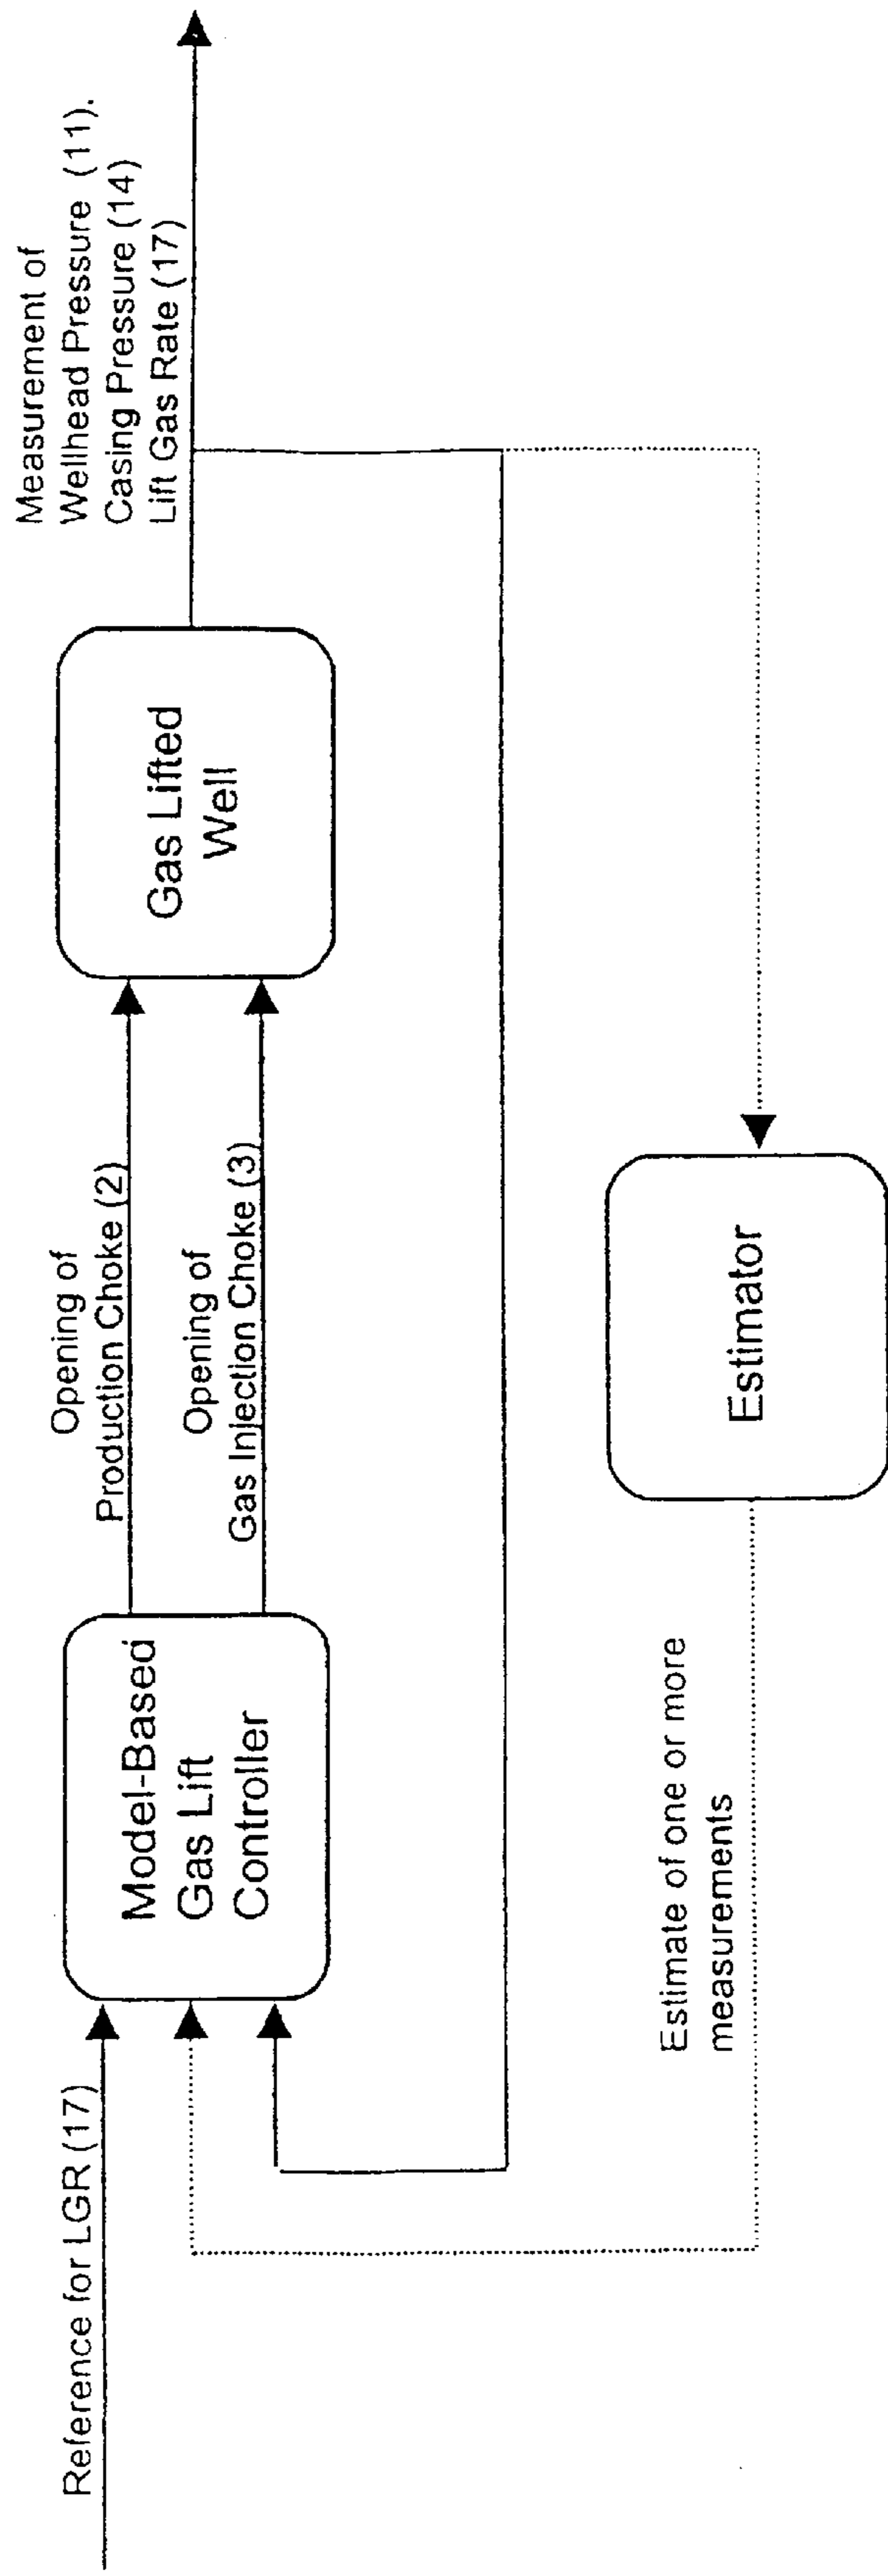 Reference for LGR (17)
Model-Based
Gas Lift
Controller
Opening of
Production Choke (2)
Opening of
Gas Injection Choke (3)
Gas Lifted
Well
Measurement of
Wellhead Pressure (11).
Casing Pressure (14)
Lift Gas Rate (17)
Estimate of one or more
measurements
Estimator